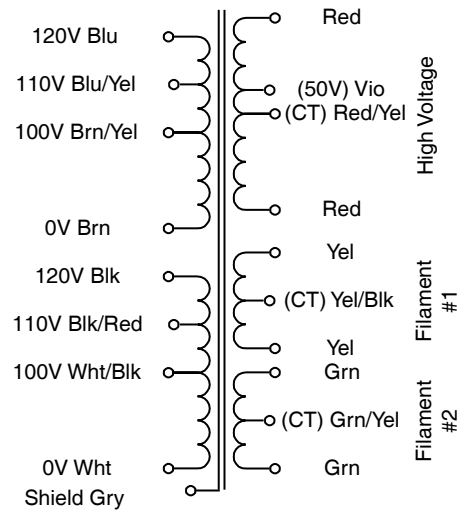 120V Blu
110V Blu/Yel
100V Brn/Yel
0V Brn
120V Blk
110V Blk/Red
100V Wht/Blk
0V Wht
Shield Gry
Red
(50V) Vio
(CT) Red/Yel
Red
High Voltage
Yel
(CT) Yel/Blk
Yel
Filament
#1
Grn
(CT) Grn/Yel
Grn
Filament
#2